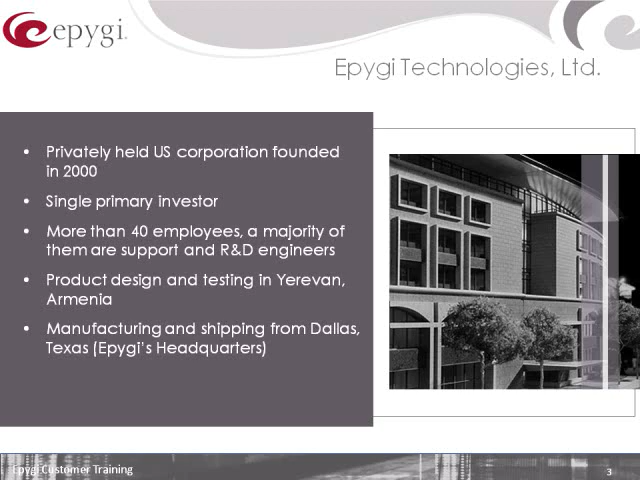 epygi
Epygi Technologies, Ltd.
• Privately held US corporation founded
in 2000
• Single primary investor
• More than 40 employees, a majority of
them are support and R&D engineers
• Product design and testing in Yerevan,
Armenia
• Manufacturing and shipping from Dallas,
Texas (Epygi's Headquarters)
Epygi Customer Training
3